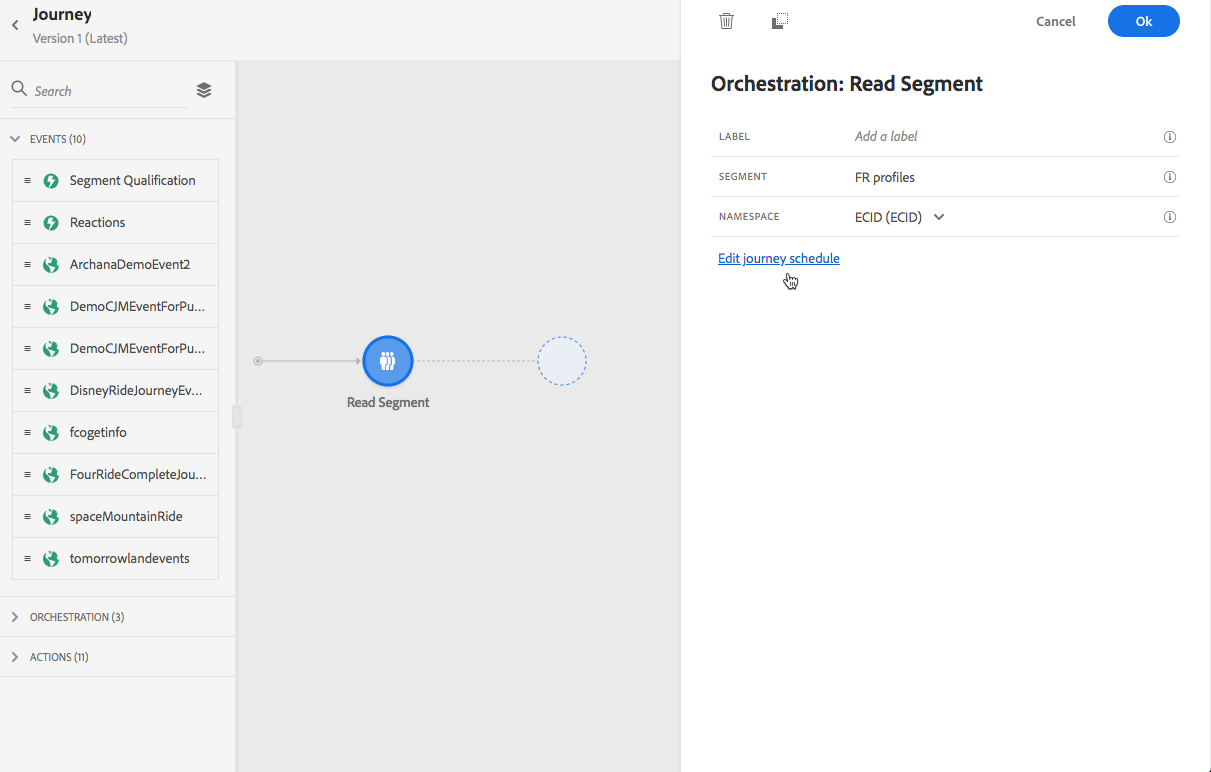 Journey
Version 1 (Latest)
Search
EVENTS (10)
Segment Qualification
Reactions
ArchanaDemoEvent2
DemoCJMEventForPu...
DemoCJMEventForPu...
DisneyRideJourneyEv...
fcogetinfo
FourRideCompleteJou...
spaceMountainRide
tomorrowlandevents
ORCHESTRATION (3)
ACTIONS (11)
Read Segment
Cancel
Ok
Orchestration: Read Segment
LABEL Add a label
SEGMENT FR profiles
NAMESPACE ECID (ECID)
Edit journey schedule